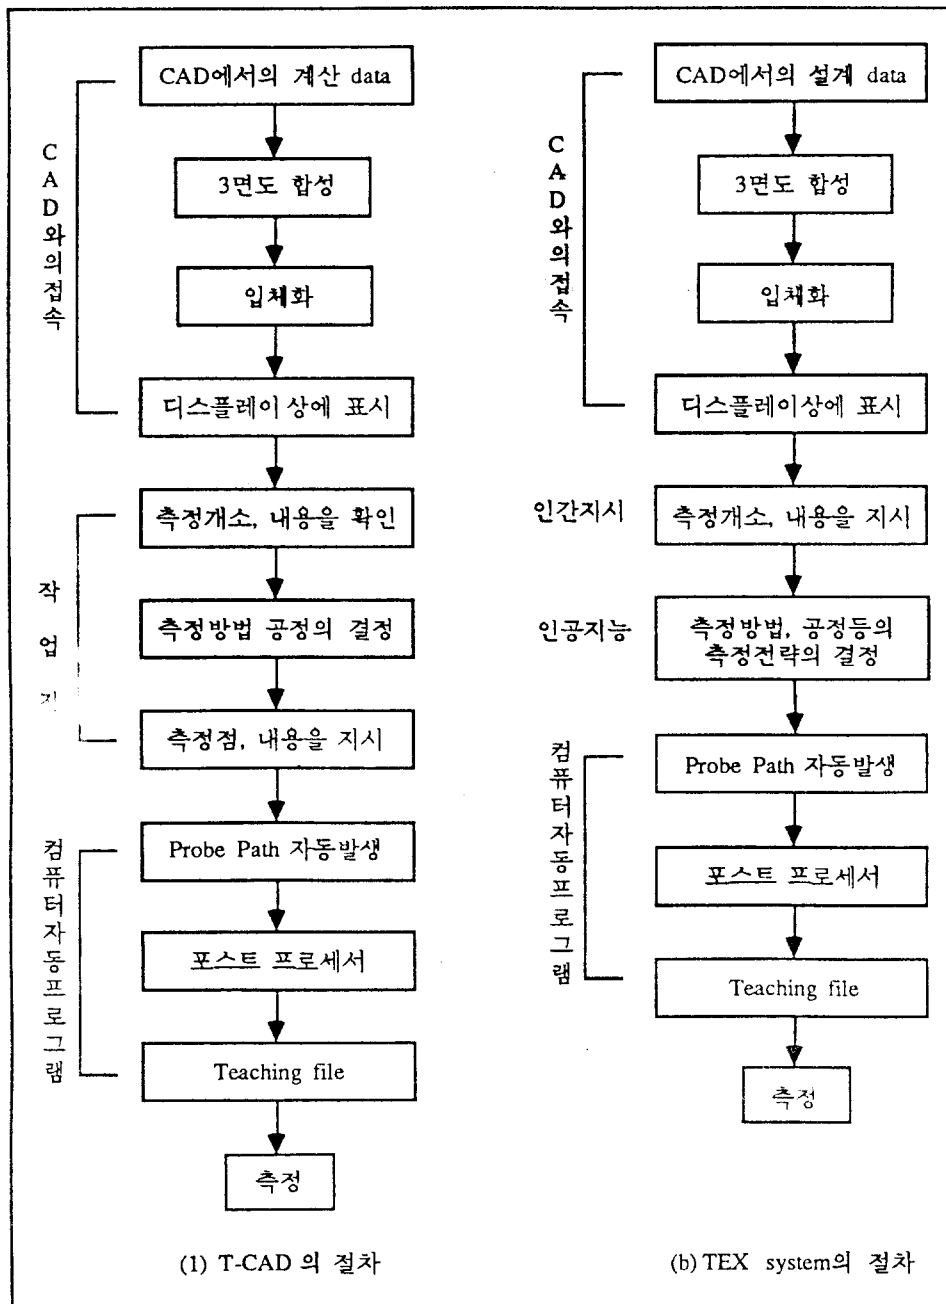 CAD에서의 계산 data
3면도 합성
입체화
디스플레이상에 표시
CAD와의접속
측정개소, 내용을 확인
측정방법 공정의 결정
측정점, 내용을 지시
작업
Probe Path 자동발생
포스트 프로세서
Teaching file
컴퓨터자동프로그램
측정
(1) T-CAD 의 절차
CAD에서의 설계 data
3면도 합성
입체화
디스플레이상에 표시
CAD와의접속
인간지시
측정개소, 내용을 지시
인공지능
측정방법, 공정등의
측정전략의 결정
Probe Path 자동발생
포스트 프로세서
Teaching file
컴퓨터자동프로그램
측정
(b) TEX system의 절차